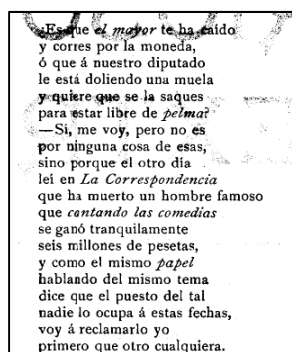 ¿Es que el mayor te ha caído
y corres por la moneda,
ó que á nuestro diputado
le está doliendo una muela
y quiere que se la saques
para estar libre de pelma?
—Sí, me voy, pero no es
por ninguna cosa de esas,
sino porque el otro día
leí en La Correspondencia
que ha muerto un hombre famoso
que cantando las comedias
se ganó tranquilamente
seis millones de pesetas,
y como el mismo papel
hablando del mismo tema
dice que el puesto del tal
nadie lo ocupa á estas fechas,
voy á reclamarlo yo
primero que otro cualquiera.